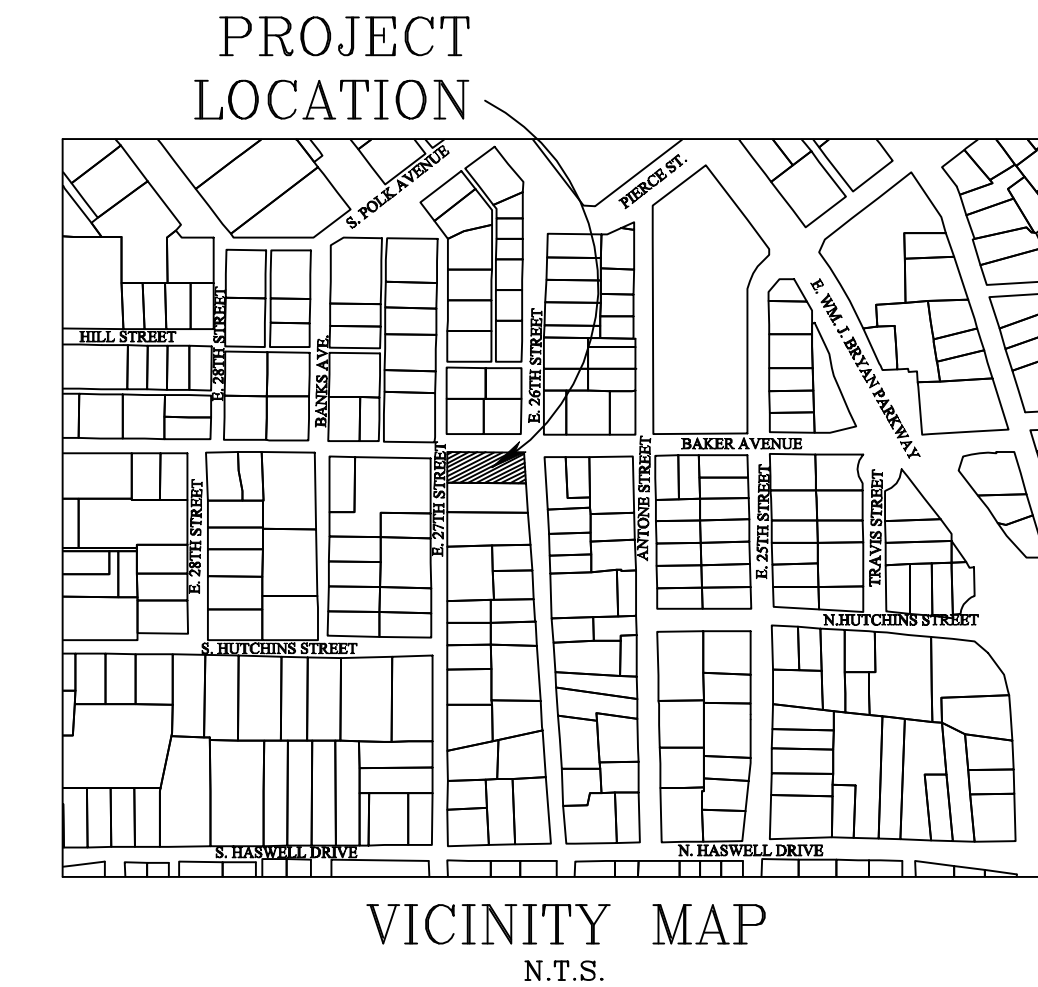 PROJECT
LOCATION
S. POLK AVENUE
PIERCE ST.
E. WM. J. BRYAN PARKWAY
HILL STREET
E. 28TH STREET
BANKS AVE.
E. 26TH STREET
BAKER AVENUE
E. 27TH STREET
ANTONE STREET
E. 28TH STREET
E. 25TH STREET
TRAVIS STREET
N.HUTCHINS STREET
S. HUTCHINS STREET
S. HASWELL DRIVE
N. HASWELL DRIVE
VICINITY MAP
N.T.S.